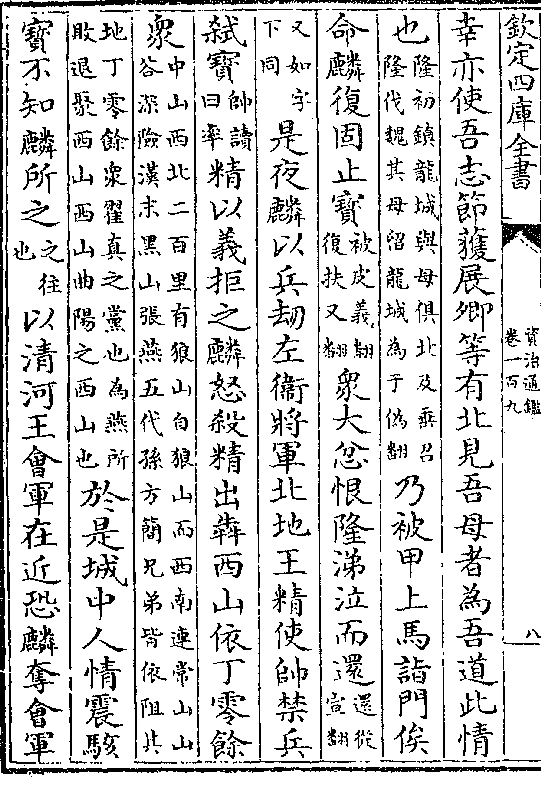 欽定四庫全書
資治通鑑
卷一百九
八
幸亦使吾志節獲展卿等有北見吾母者為吾道此情
也隆初鎮龍城與母俱北及垂召
隆伐魏其母留龍城為于偽翻乃被甲上馬詣門俟
命麟復固止寶被皮義翻
復扶又翻衆大忿恨隆涕泣而還還從
宣翻
又如字
下同是夜麟以兵刼左衞將軍北地王精使帥禁兵
弑寶帥讀
曰率精以義拒之麟怒殺精出犇西山依丁零餘
衆中山西北二百里有狼山自狼山而西南連常山山
谷深險漢末黑山張燕五代孫方簡兄弟皆依阻其
地丁零餘衆翟真之黨也為燕所
敗退聚西山西山曲陽之西山也於是城中人情震駭
寶不知麟所之之往
也以清河王會軍在近恐麟奪會軍